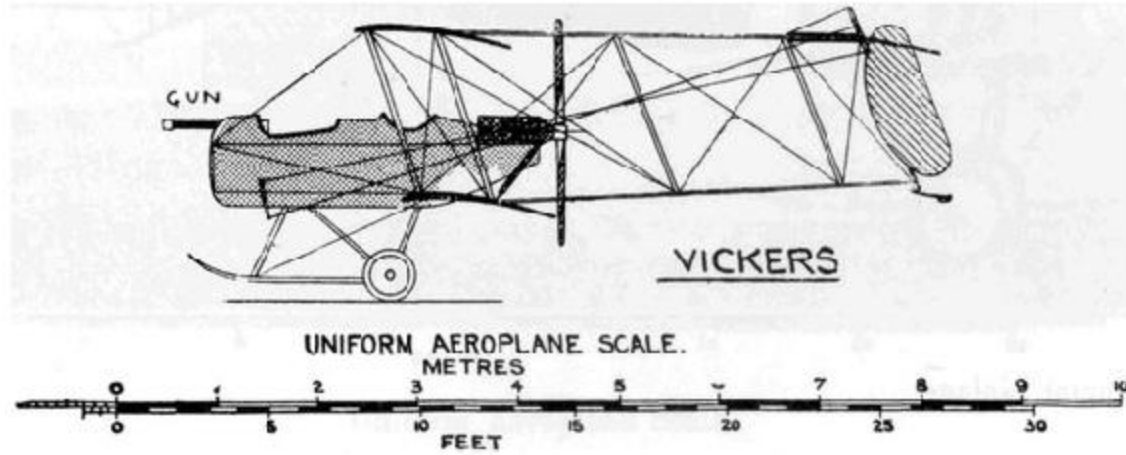 GUN
VICKERS
UNIFORM AEROPLANE SCALE.
METRES
0 1 2 3 4 5 6 7 8 9 10
0 5 10 15 20 25 30
FEET